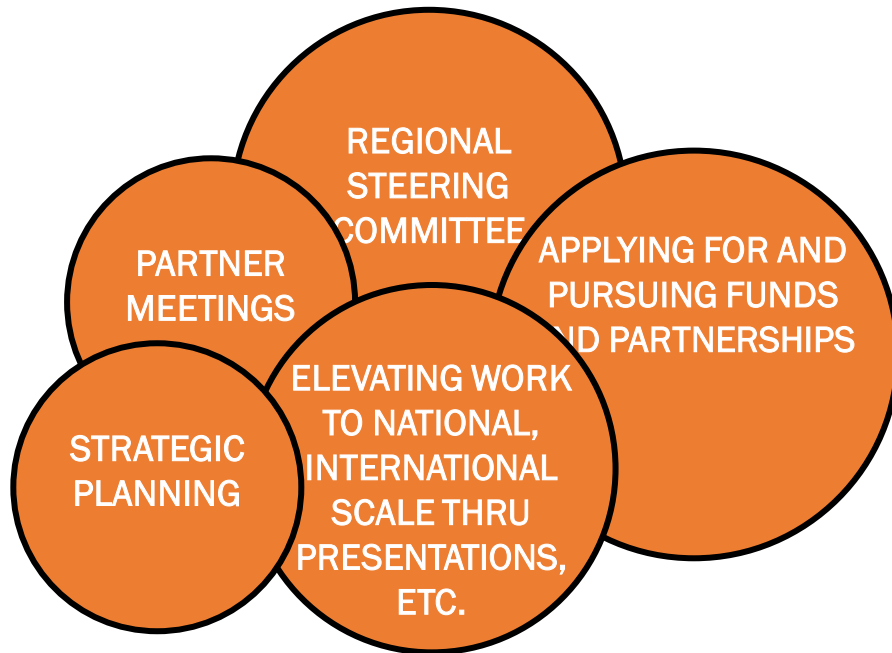 REGIONAL
STEERING
COMMITTEE
PARTNER
MEETINGS
APPLYING FOR AND
PURSUING FUNDS
AND PARTNERSHIPS
STRATEGIC
PLANNING
ELEVATING WORK
TO NATIONAL,
INTERNATIONAL
SCALE THRU
PRESENTATIONS,
ETC.